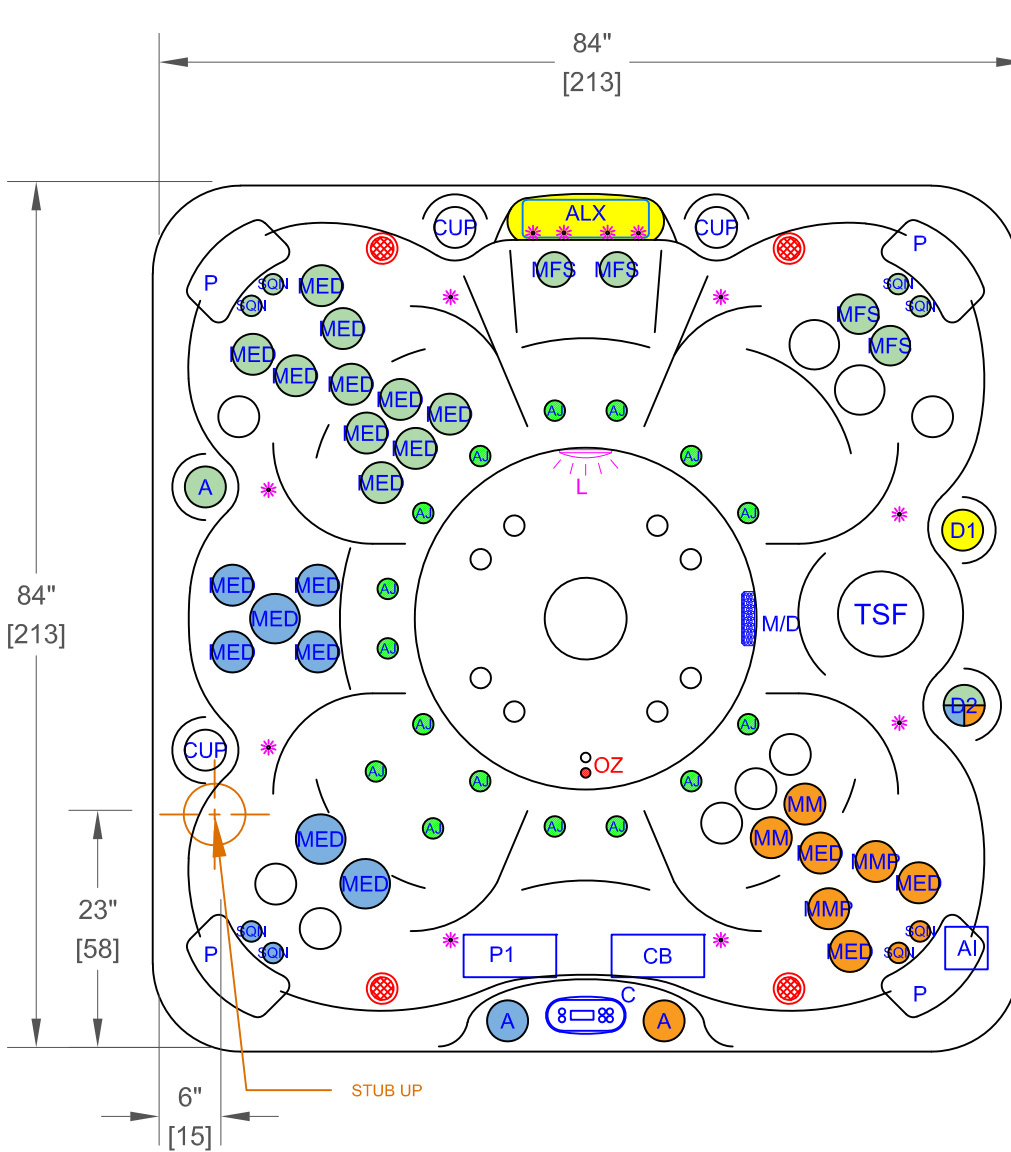 84"
[213]
ALX
CUP
CUP
P
P
MFS
MFS
SQN
MED
SQN
SQN
SQN
MFS
MED
MFS
MED
MED
MED
MED
MED
AJ
AJ
MED
MED
AJ
AJ
MED
A
L
AJ
AJ
D1
MED
MED
AJ
84"
[213]
MED
M/D
TSF
MED
MED
AJ
D2
AJ
AJ
CUP
OZ
AJ
AJ
AJ
MM
AJ
AJ
AJ
MED
MM
MED
MMP
MED
MED
23"
[58]
MMP
SQN
SQN
P
SQN
P1
CB
MED
SQN
AI
P
C
A
A
STUB UP
6"
[15]